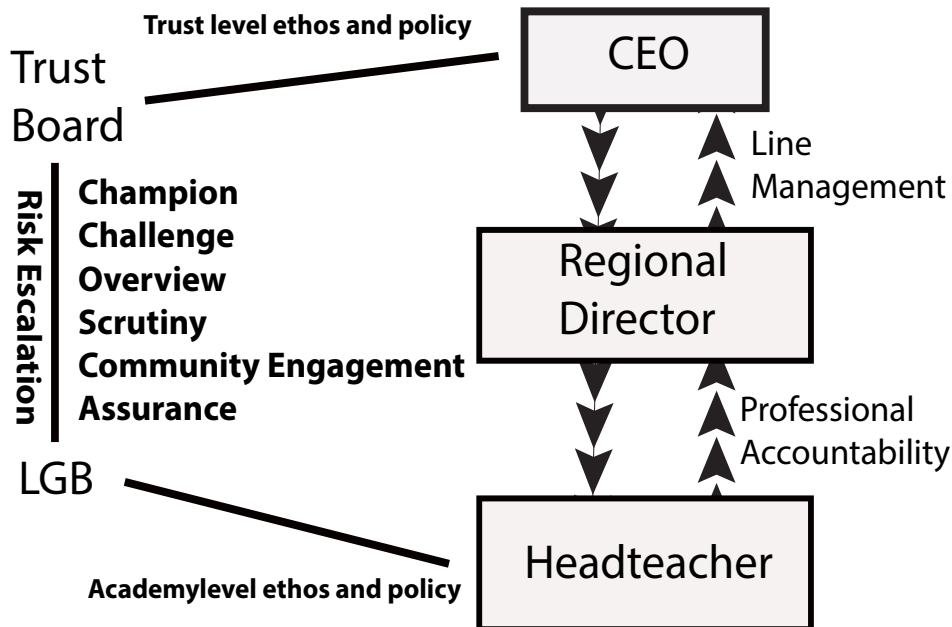 Trust level ethos and policy
CEO
Trust
Board
Line
Management
Risk Escalation
Champion
Challenge
Overview
Scrutiny
Community Engagement
Assurance
Regional
Director
Professional
Accountability
LGB
Headteacher
Academylevel ethos and policy